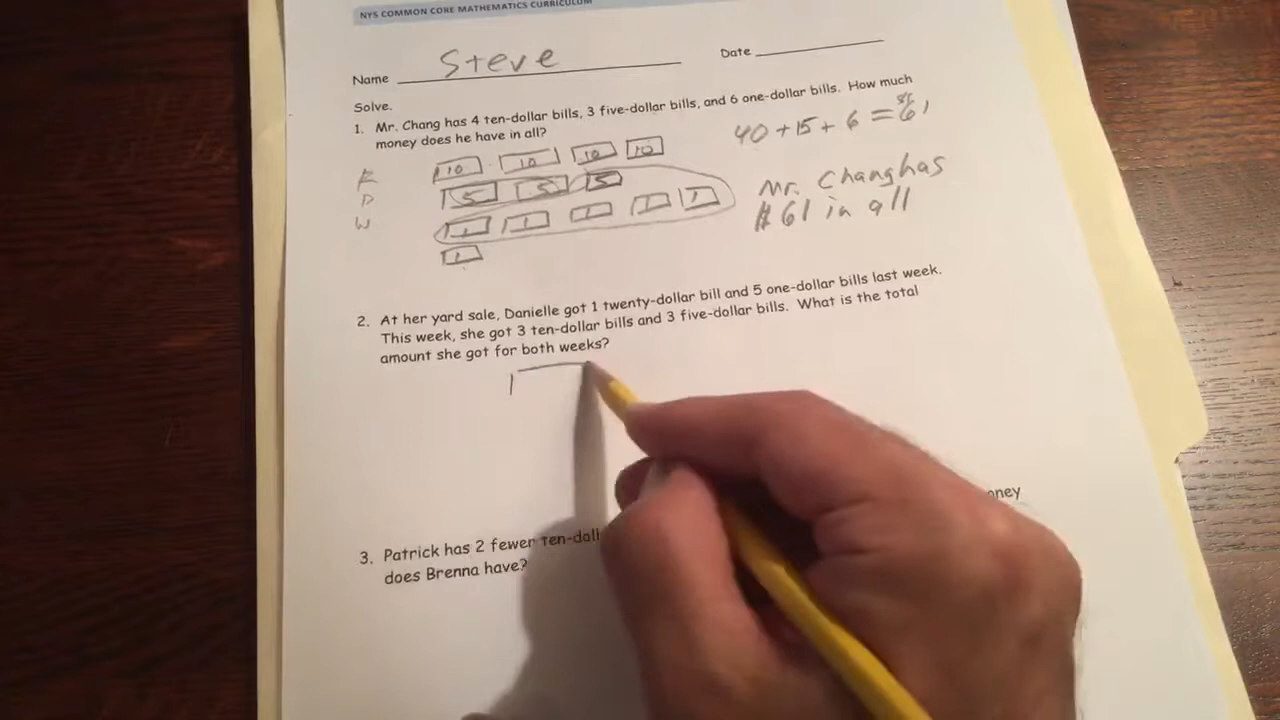 NYS COMMON CORE MATHEMATICS CURRICULUM
Name Steve Date
Solve.
1. Mr. Chang has 4 ten-dollar bills, 3 five-dollar bills, and 6 one-dollar bills. How much
money does he have in all?
40 + 15 + 6 = 61
R
D
W
10 10 10 10
5 5 5
1 1 1 1 1
1
Mr. Chang has
$61 in all
2. At her yard sale, Danielle got 1 twenty-dollar bill and 5 one-dollar bills last week.
This week, she got 3 ten-dollar bills and 3 five-dollar bills. What is the total
amount she got for both weeks?
3. Patrick has 2 fewer ten-doll
oney
does Brenna have?